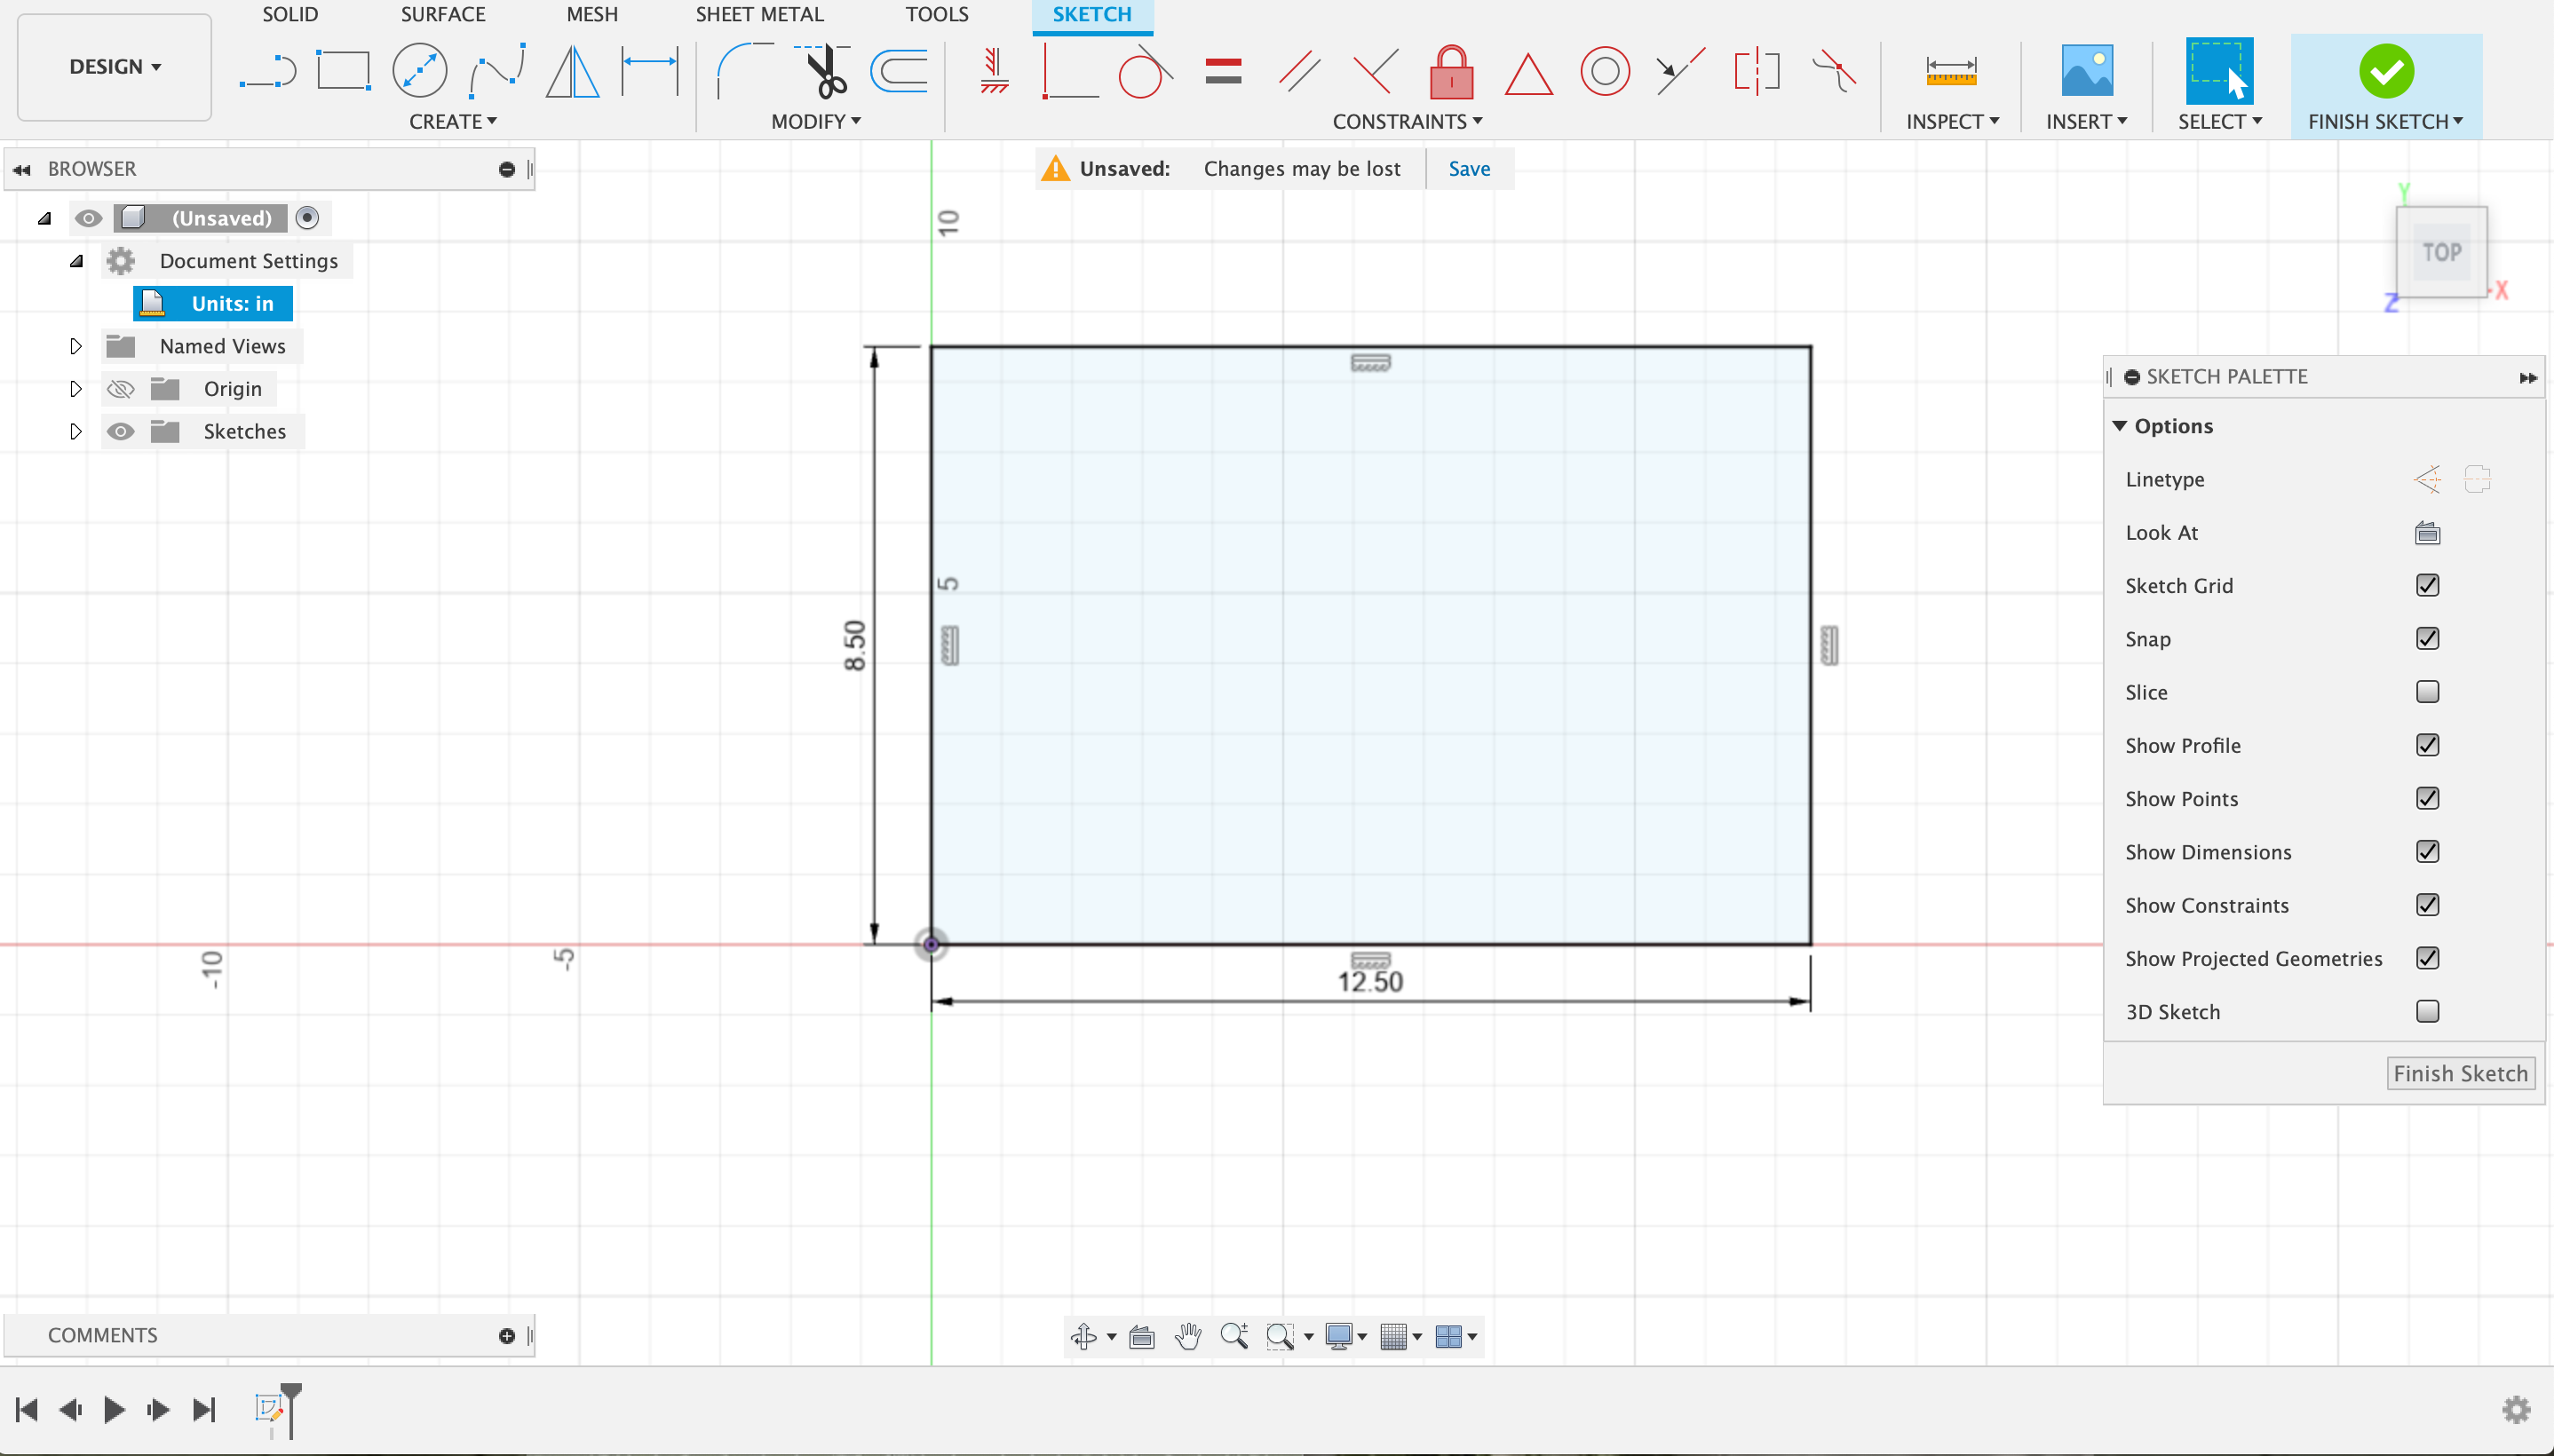 SOLID SURFACE MESH SHEET METAL TOOLS SKETCH
DESIGN
CREATE MODIFY CONSTRAINTS INSPECT INSERT SELECT FINISH SKETCH
BROWSER
Unsaved: Changes may be lost Save
(Unsaved)
Document Settings
Units: in
Named Views
Origin
Sketches
10
5
8.50
-10
-5
12.50
Y
TOP
X
Z
SKETCH PALETTE
Options
Linetype
Look At
Sketch Grid
Snap
Slice
Show Profile
Show Points
Show Dimensions
Show Constraints
Show Projected Geometries
3D Sketch
Finish Sketch
COMMENTS